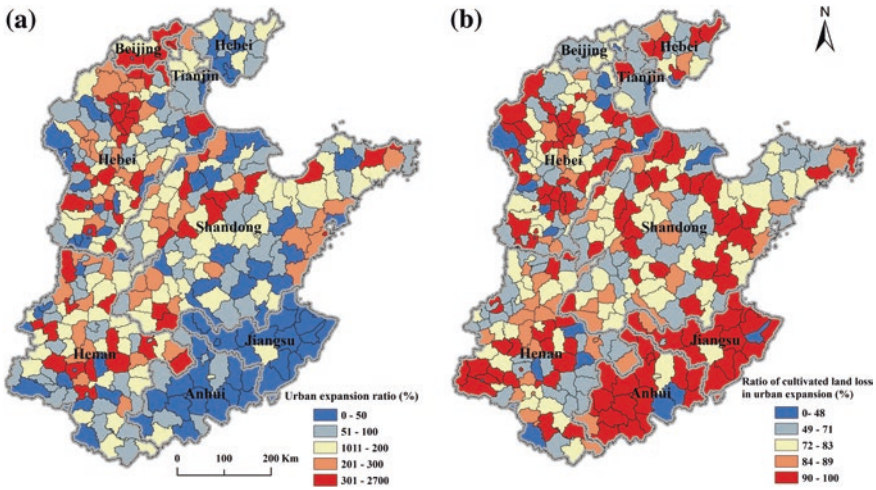 (a)
Beijing
Hebei
Tianjin
Hebei
Shandong
Henan
Jiangsu
Anhui
Urban expansion ratio (%)
0 - 50
51 - 100
1011 - 200
201 - 300
301 - 2700
0 100 200 Km
(b)
N
Beijing
Hebei
Tianjin
Hebei
Shandong
Henan
Jiangsu
Anhui
Ratio of cultivated land loss
in urban expansion (%)
0- 48
49 - 71
72 - 83
84 - 89
90 - 100